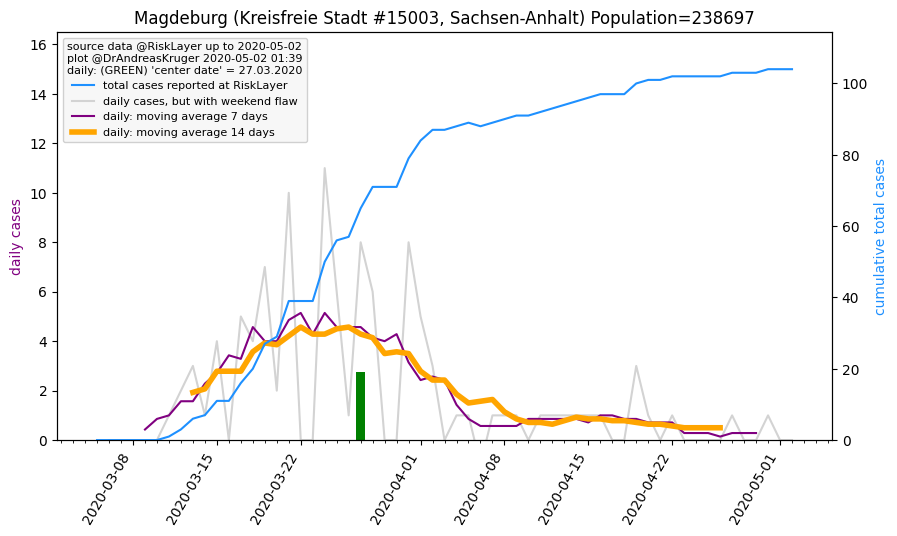 Magdeburg (Kreisfreie Stadt #15003, Sachsen-Anhalt) Population=238697
source data @RiskLayer up to 2020-05-02
plot @DrAndreasKruger 2020-05-02 01:39
daily: (GREEN) 'center date' = 27.03.2020
total cases reported at RiskLayer
daily cases, but with weekend flaw
daily: moving average 7 days
daily: moving average 14 days
daily cases
16
14
12
10
8
6
4
2
0
cumulative total cases
100
80
60
40
20
0
2020-03-08
2020-03-15
2020-03-22
2020-04-01
2020-04-08
2020-04-15
2020-04-22
2020-05-01